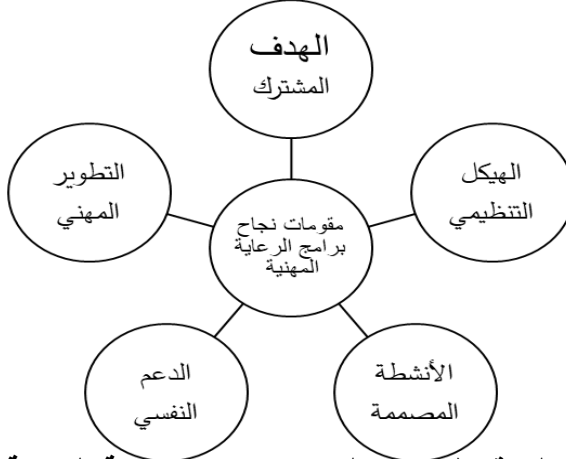 الهدف
المشترك
الهيكل
التنظيمي
التطوير
المهني
مقومات نجاح
برامج الرعاية
المهنية
الأنشطة
المصممة
الدعم
النفسي